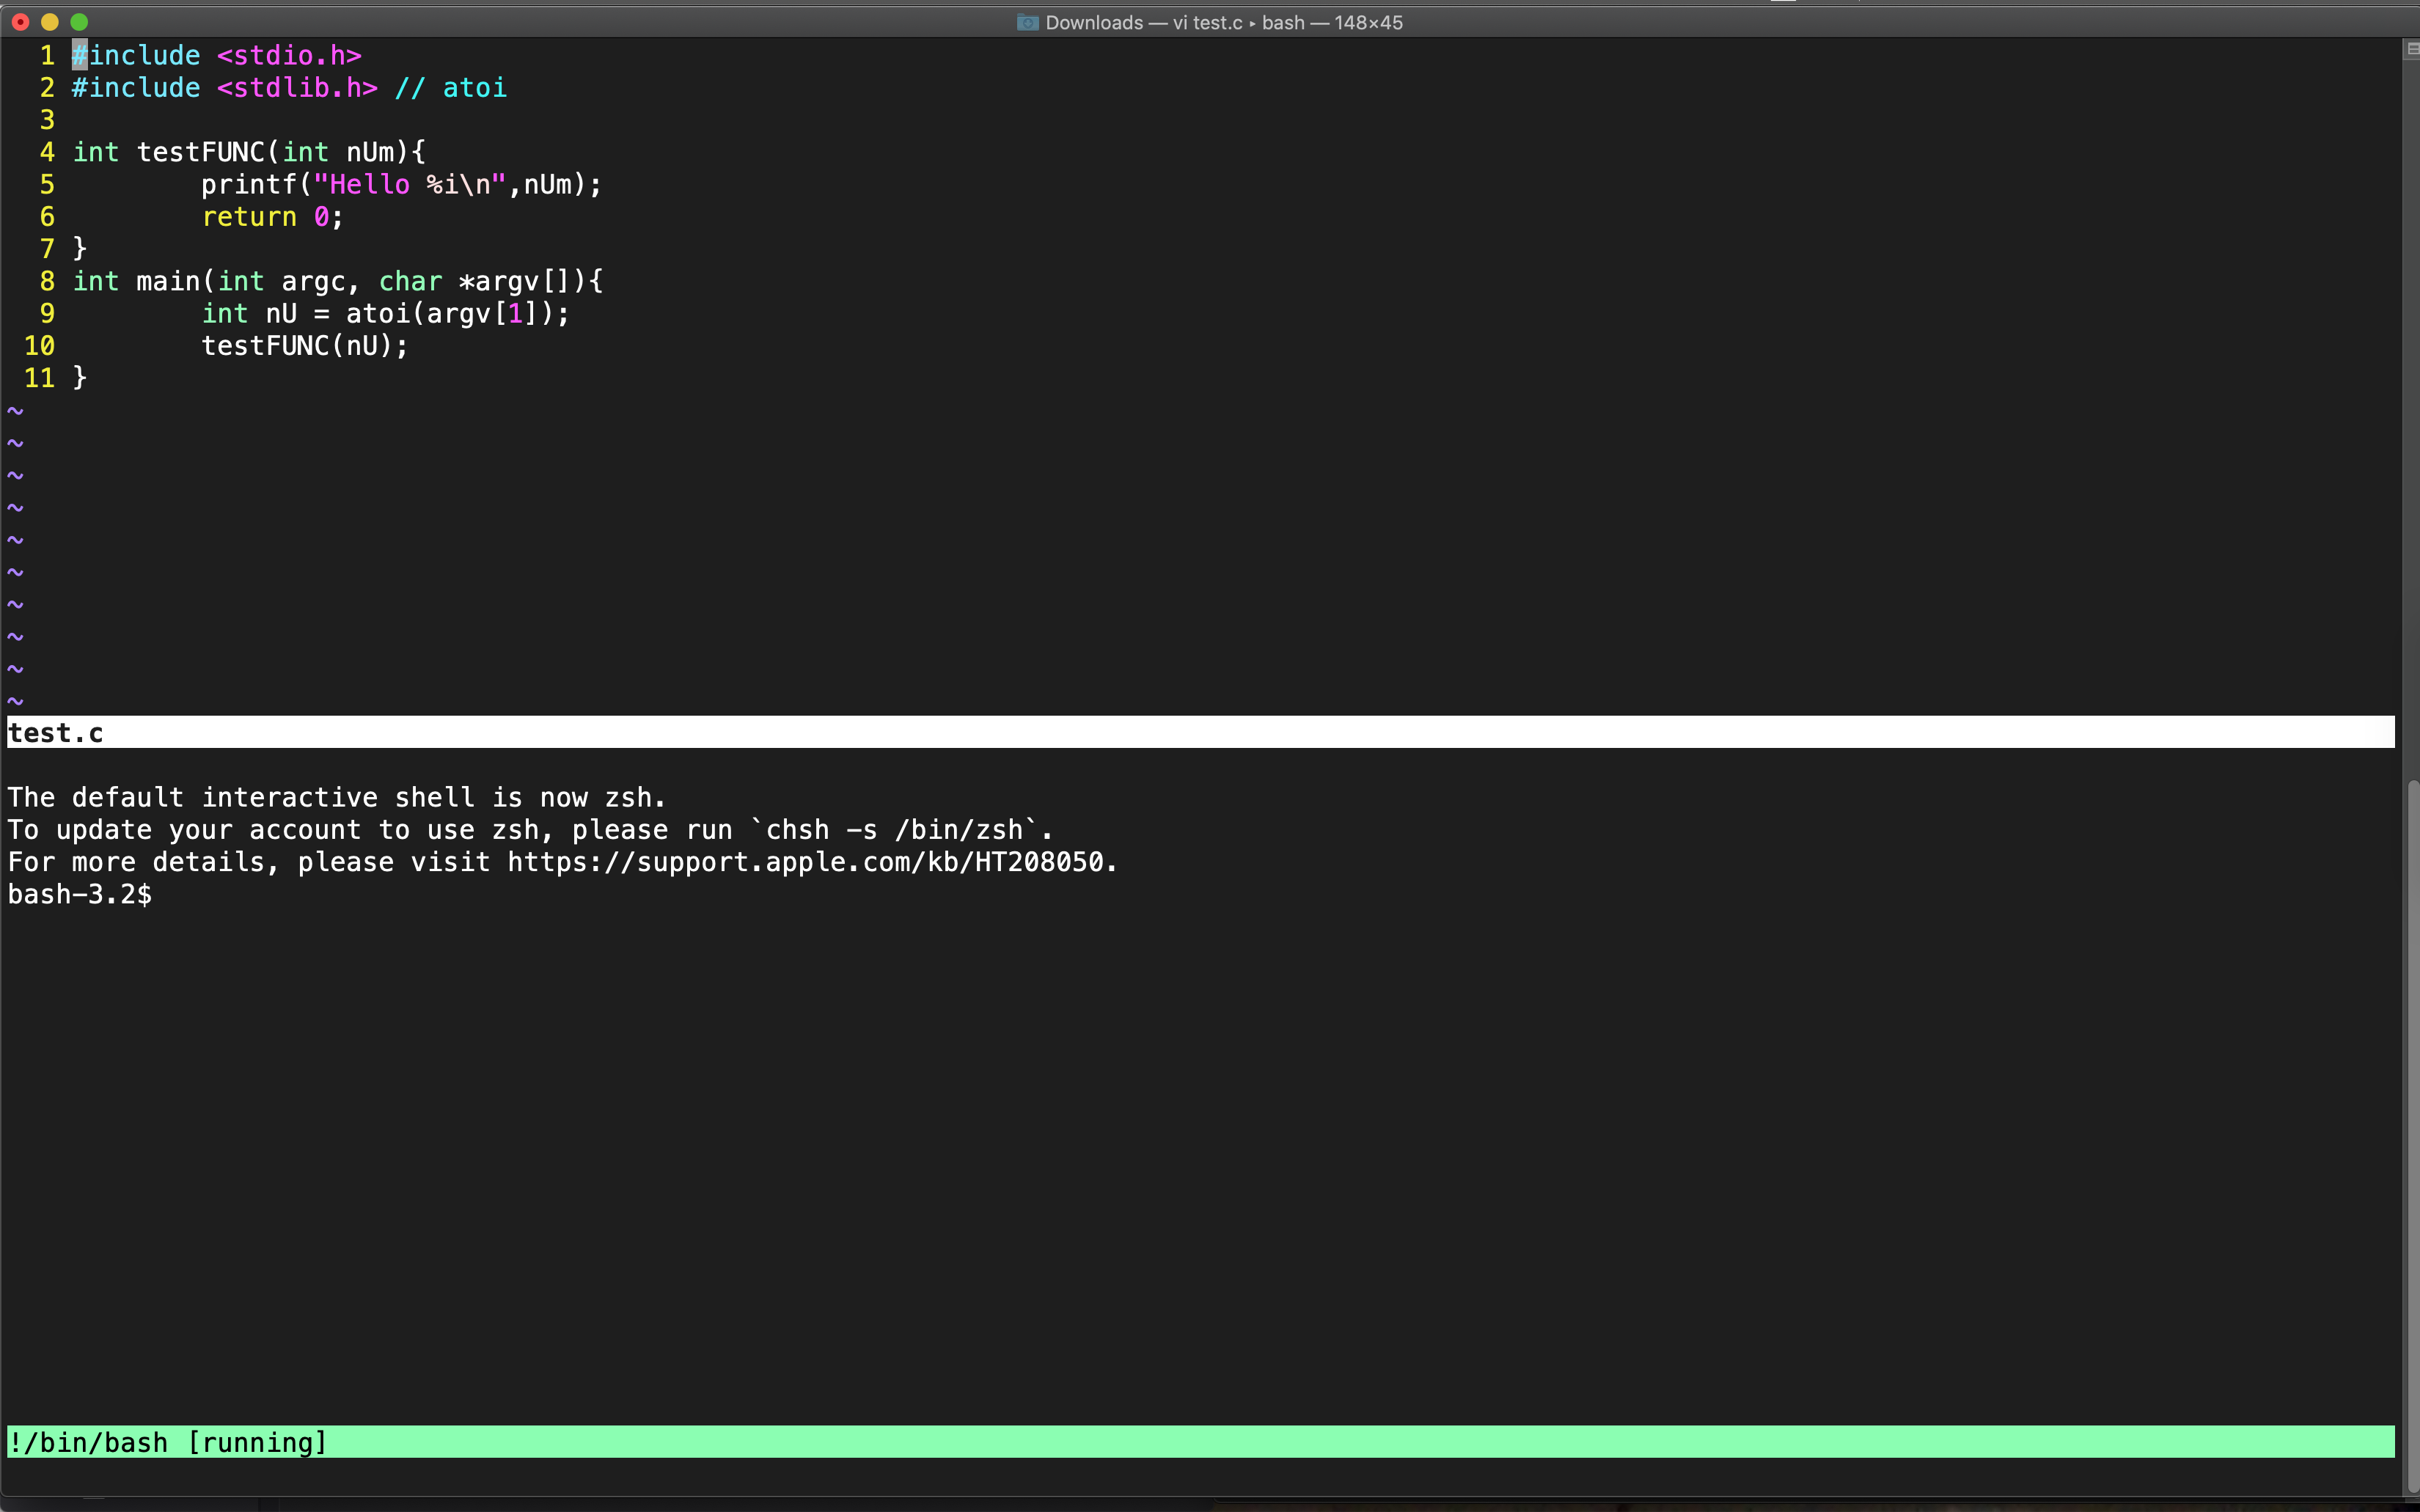 Downloads — vi test.c ▸ bash — 148×45
1 #include <stdio.h>
2 #include <stdlib.h> // atoi
3
4 int testFUNC(int nUm){
5         printf("Hello %i\n",nUm);
6         return 0;
7 }
8 int main(int argc, char *argv[]){
9         int nU = atoi(argv[1]);
10         testFUNC(nU);
11 }
~
~
~
~
~
~
~
~
~
~
test.c
The default interactive shell is now zsh.
To update your account to use zsh, please run `chsh -s /bin/zsh`.
For more details, please visit https://support.apple.com/kb/HT208050.
bash-3.2$
!/bin/bash [running]